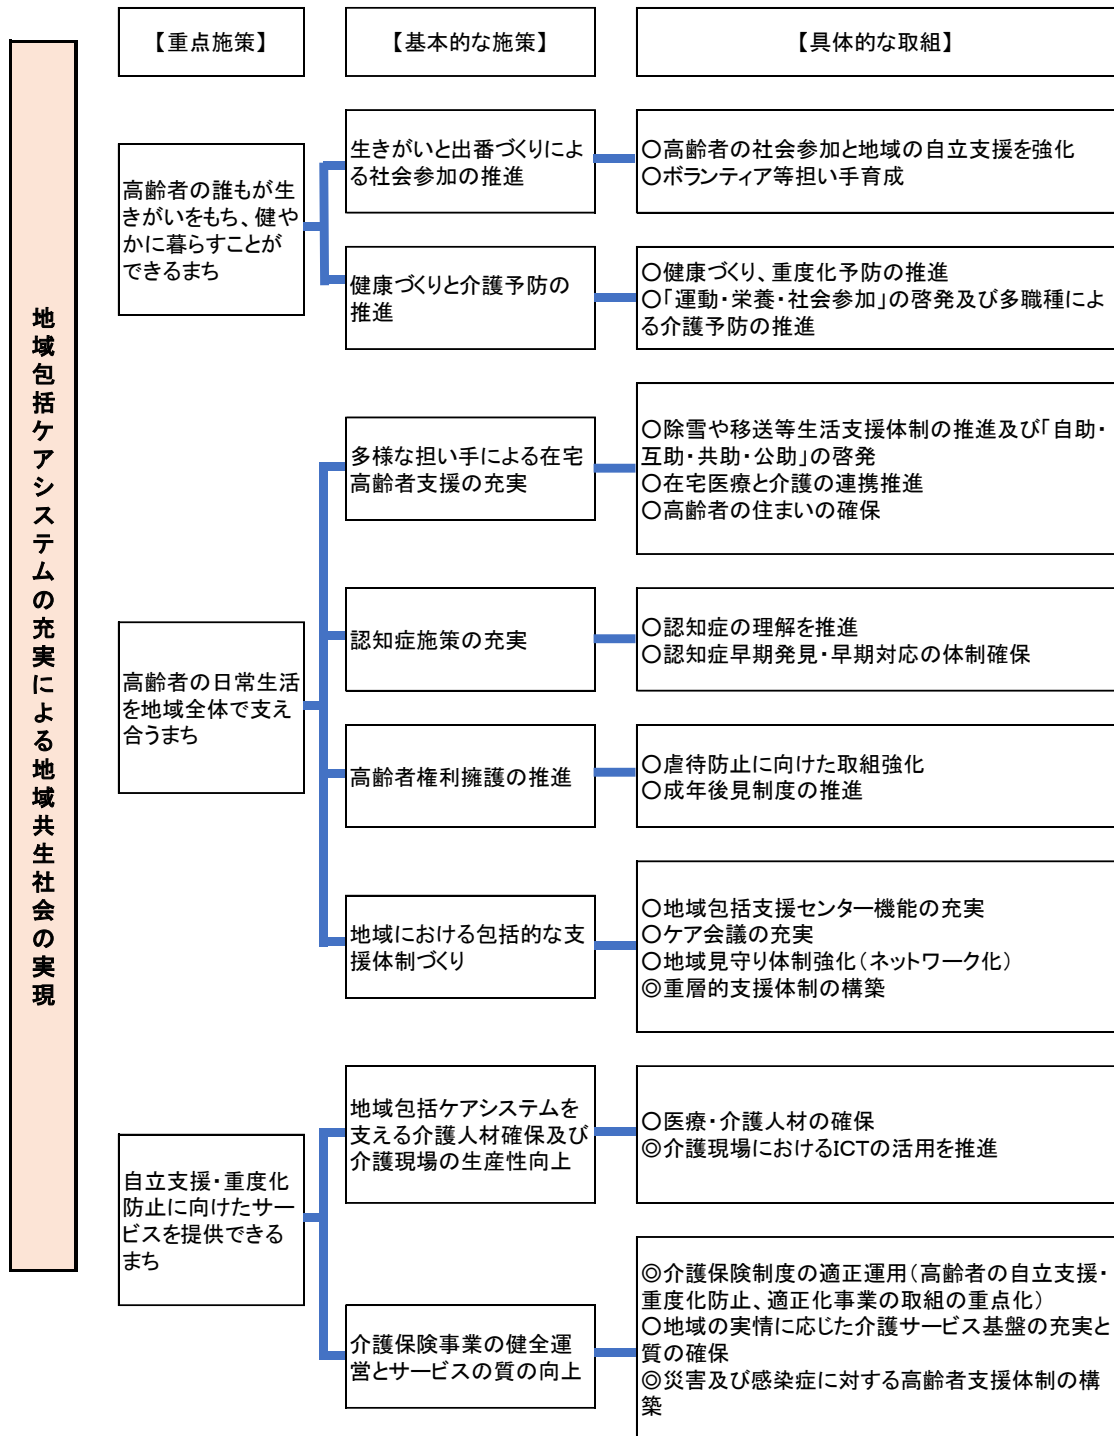 【重点施策】
【基本的な施策】
【具体的な取組】
地域包括ケアシステムの充実による地域共生社会の実現
高齢者の誰もが生
きがいをもち、健や
かに暮らすことが
できるまち
生きがいと出番づくりによ
る社会参加の推進
○高齢者の社会参加と地域の自立支援を強化
○ボランティア等担い手育成
健康づくりと介護予防の
推進
○健康づくり、重度化予防の推進
○「運動・栄養・社会参加」の啓発及び多職種によ
る介護予防の推進
高齢者の日常生活
を地域全体で支え
合うまち
多様な担い手による在宅
高齢者支援の充実
○除雪や移送等生活支援体制の推進及び「自助・
互助・共助・公助」の啓発
○在宅医療と介護の連携推進
○高齢者の住まいの確保
認知症施策の充実
○認知症の理解を推進
○認知症早期発見・早期対応の体制確保
高齢者権利擁護の推進
○虐待防止に向けた取組強化
○成年後見制度の推進
地域における包括的な支
援体制づくり
○地域包括支援センター機能の充実
○ケア会議の充実
○地域見守り体制強化（ネットワーク化）
◎重層的支援体制の構築
自立支援・重度化
防止に向けたサー
ビスを提供できる
まち
地域包括ケアシステムを
支える介護人材確保及び
介護現場の生産性向上
○医療・介護人材の確保
◎介護現場におけるICTの活用を推進
介護保険事業の健全運
営とサービスの質の向上
◎介護保険制度の適正運用（高齢者の自立支援・
重度化防止、適正化事業の取組の重点化）
○地域の実情に応じた介護サービス基盤の充実と
質の確保
◎災害及び感染症に対する高齢者支援体制の構
築